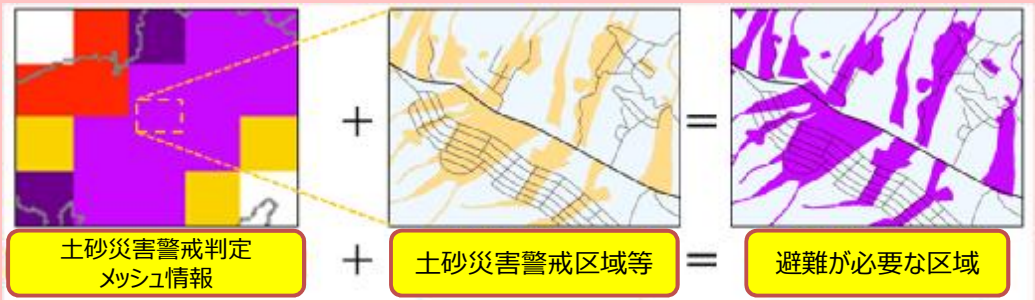 + =
土砂災害警戒判定
メッシュ情報
+
土砂災害警戒区域等
=
避難が必要な区域